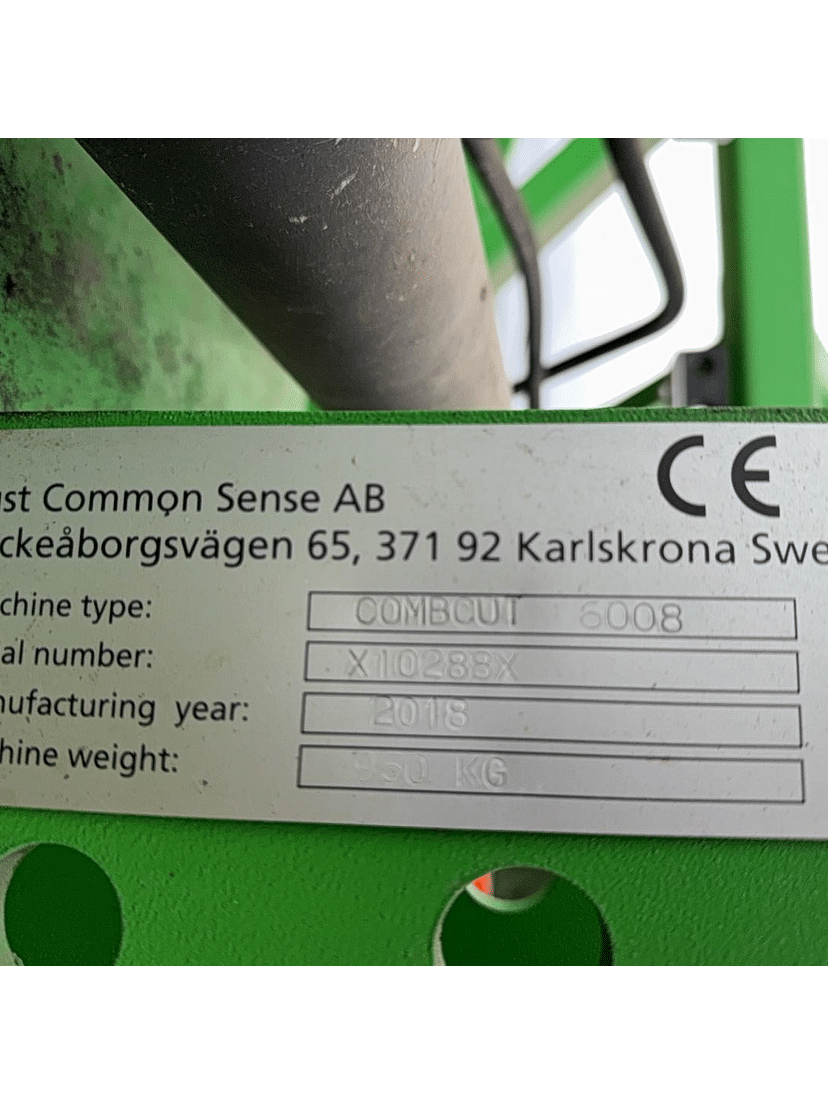 ust Common Sense AB CE
ckeåborgsvägen 65, 371 92 Karlskrona Swe
chine type: COMBCUT 6008
al number: X10288X
nufacturing year: 2018
hine weight: KG